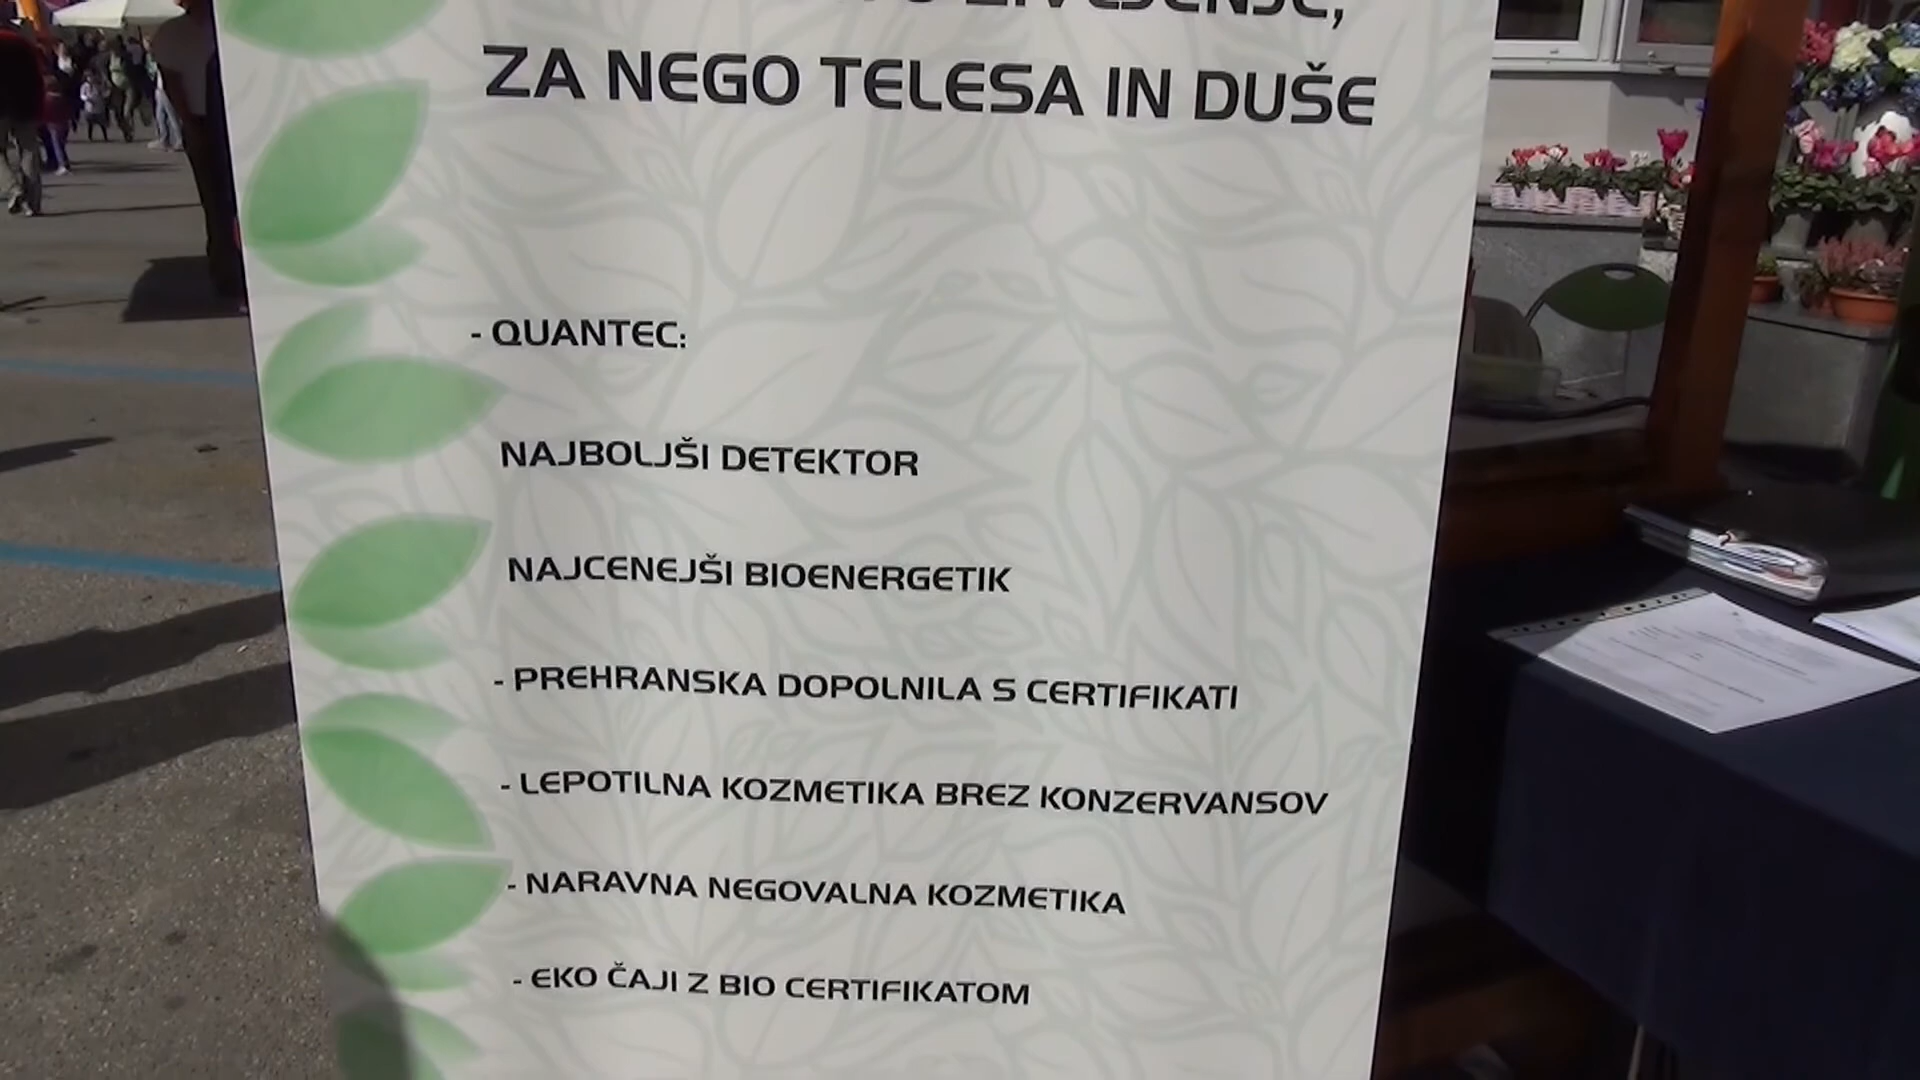 ZA NEGO TELESA IN DUŠE
- QUANTEC:
NAJBOLJŠI DETEKTOR
NAJCENEJŠI BIOENERGETIK
- PREHRANSKA DOPOLNILA S CERTIFIKATI
- LEPOTILNA KOZMETIKA BREZ KONZERVANSOV
- NARAVNA NEGOVALNA KOZMETIKA
- EKO ČAJI Z BIO CERTIFIKATOM